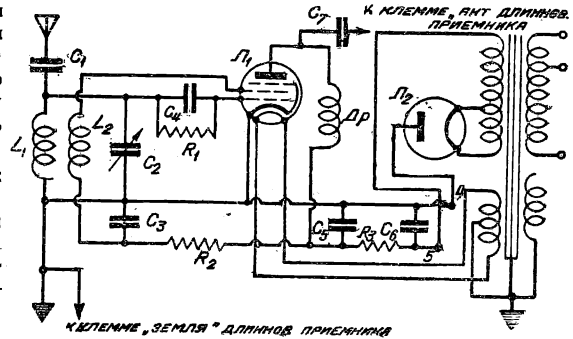 К КЛЕММЕ „АНТ ДЛИННОВ.
ПРИЕМНИКА
C7
C1
Л1
C4
L1
L2
C2
R1
Др
Л2
C3
R2
C5
R3
C6
5
К КЛЕММЕ „ЗЕМЛЯ" ДЛИННОВ ПРИЕМНИКА